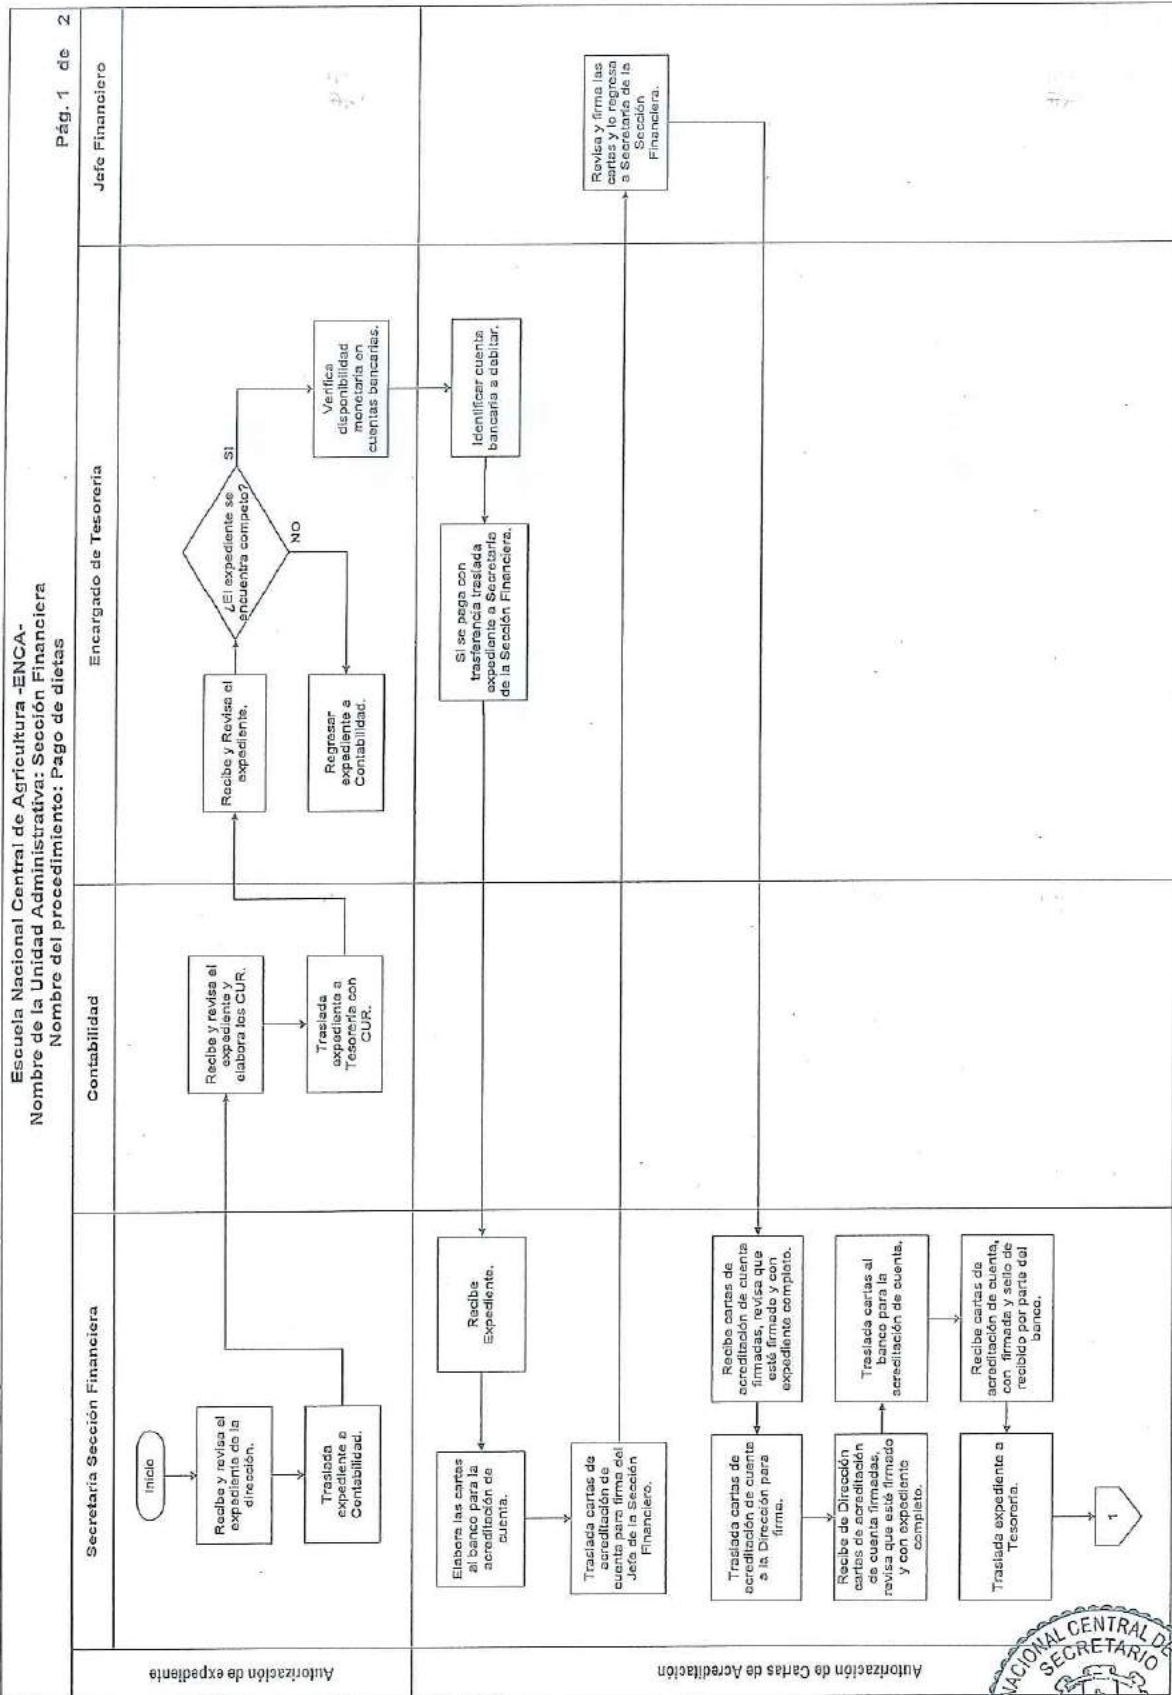 Escuela Nacional Central de Agricultura -ENCA-
Nombre de la Unidad Administrativa: Sección Financiera
Nombre del procedimiento: Pago de dietas
Pág. 1 de 2
Secretaria Sección Financiera
Contabilidad
Encargado de Tesorería
Jefe Financiero
Autorización de expediente
Inicio
Recibe y revisa el
expediente de la
dirección.
Traslada
expediente a
Contabilidad.
Recibe y revisa el
expediente y
elabora los CUR.
Traslada
expediente a
Tesorería con
CUR.
Recibe y Revisa el
expediente.
¿El expediente se
encuentra competo?
SI
NO
Regresar
expediente a
Contabilidad.
Verifica
disponibilidad
monetaria en
cuentas bancarias.
Autorización de Cartas de Acreditación
Identificar cuenta
bancaria a debitar.
Si se paga con
trasferencia traslada
expediente a Secretaría
de la Sección Financiera.
Recibe
Expediente.
Elabora las cartas
al banco para la
acreditación de
cuenta.
Traslada cartas de
acreditación de
cuenta para firma del
Jefe de la Sección
Financiero.
Revisa y firma las
cartas y lo regresa
a Secretaría de la
Sección
Financiera.
Recibe cartas de
acreditación de cuenta
firmadas, revisa que
esté firmado y con
expediente completo.
Traslada cartas de
acreditación de cuenta
a la Dirección para
firma.
Recibe de Dirección
cartas de acreditación
de cuenta firmadas,
revisa que esté firmado
y con expediente
completo.
Traslada cartas al
banco para la
acreditación de cuenta.
Recibe cartas de
acreditación de cuenta,
con firmada y sello de
recibido por parte del
banco.
Traslada expediente a
Tesorería.
1
NACIONAL CENTRAL DE
SECRETARIO